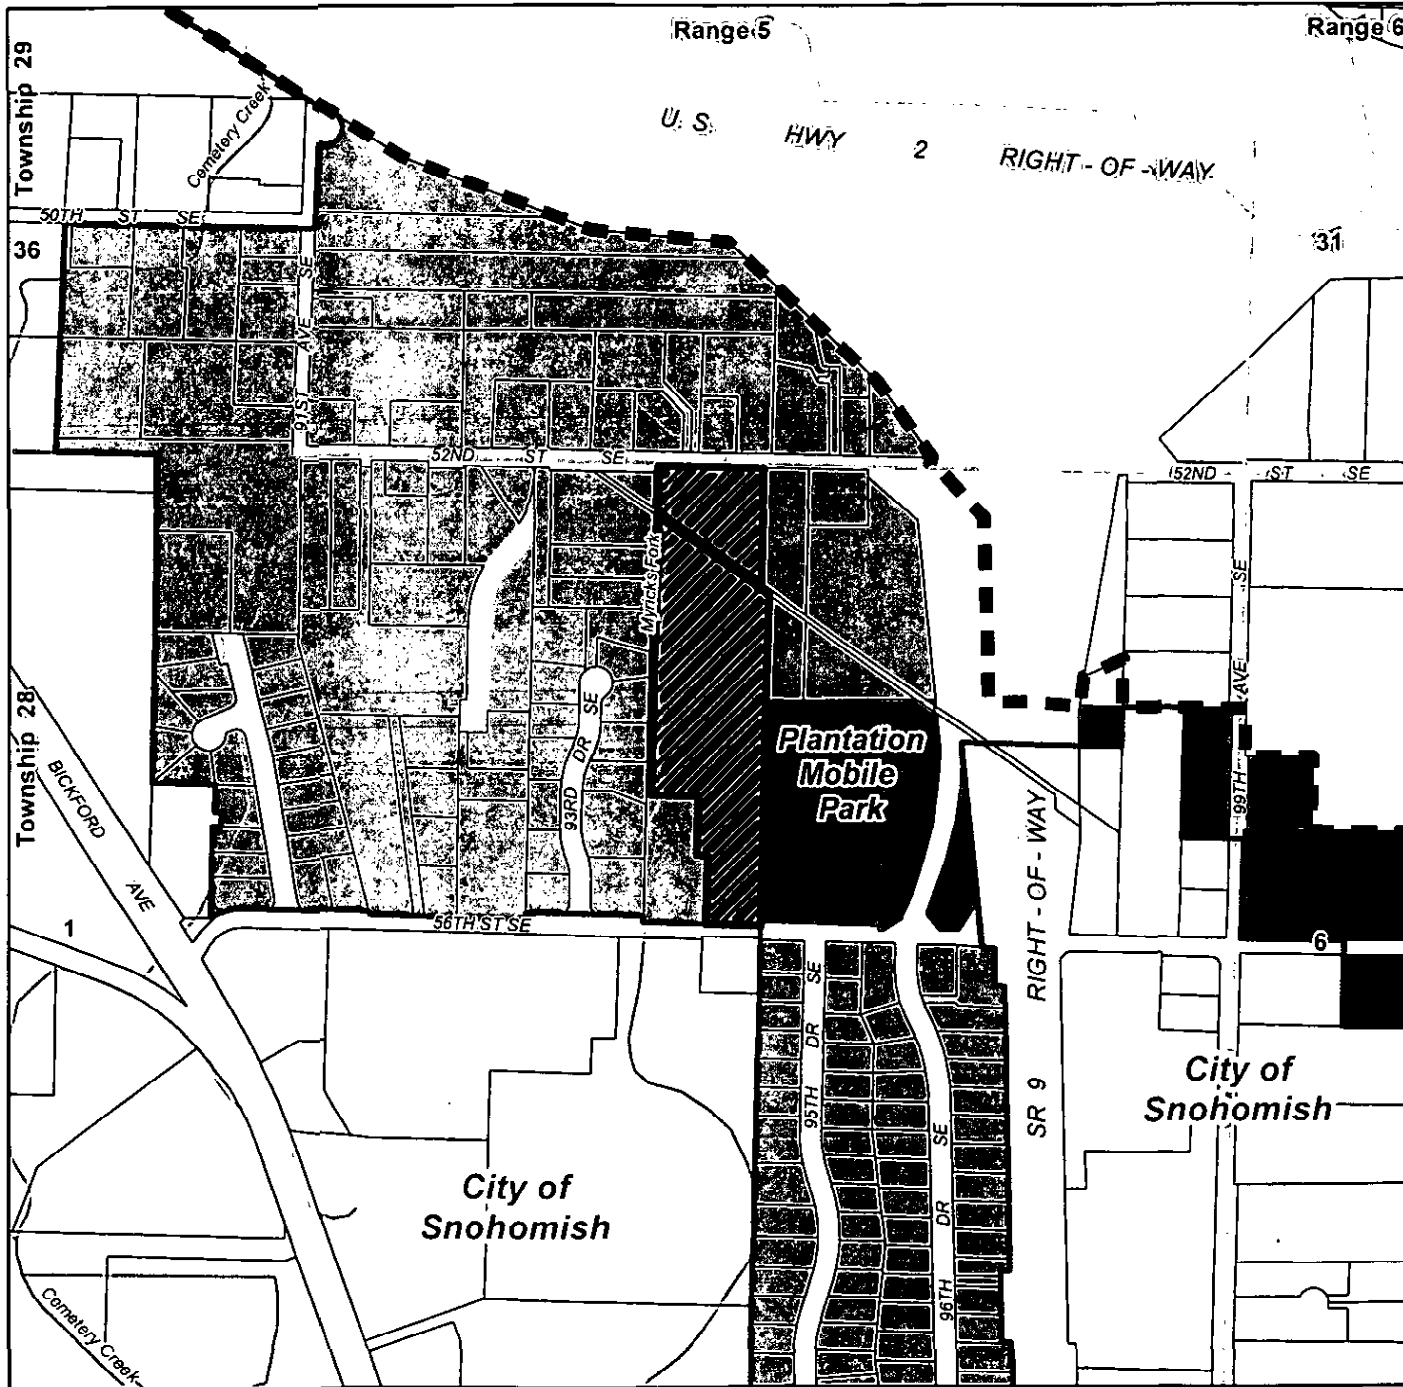 Range 5
Range 6
Township 29
Cemetery Creek
U. S. HWY 2 RIGHT - OF - WAY
50TH ST SE
36
31
91ST AVE SE
52ND ST SE
52ND ST SE
Myricks Fork
99TH AVE SE
Township 28
BICKFORD AVE
93RD DR SE
Plantation
Mobile
Park
SR 9 RIGHT - OF - WAY
1
56TH ST SE
6
95TH DR SE
96TH DR SE
City of
Snohomish
City of
Snohomish
Cemetery Creek